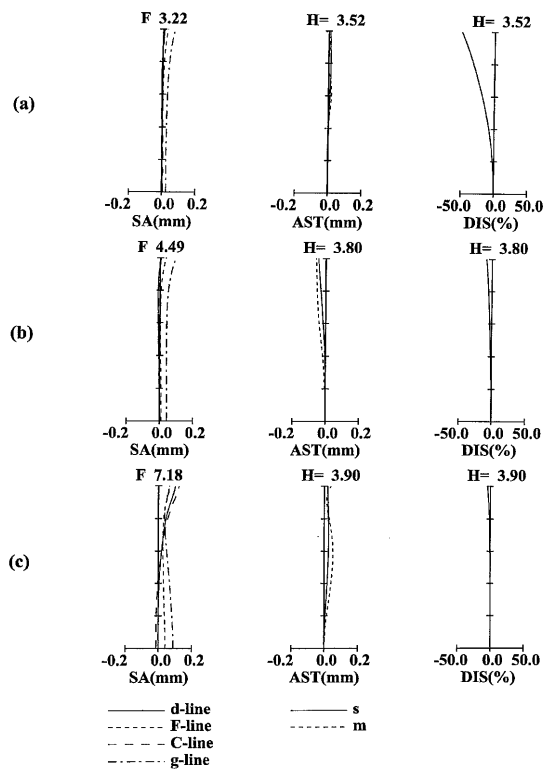 F 3.22 H= 3.52 H= 3.52
(a)
-0.2 0.0 0.2 -0.2 0.0 0.2 -50.0 0.0 50.0
SA(mm) AST(mm) DIS(%)
F 4.49 H= 3.80 H= 3.80
(b)
-0.2 0.0 0.2 -0.2 0.0 0.2 -50.0 0.0 50.0
SA(mm) AST(mm) DIS(%)
F 7.18 H= 3.90 H= 3.90
(c)
-0.2 0.0 0.2 -0.2 0.0 0.2 -50.0 0.0 50.0
SA(mm) AST(mm) DIS(%)
d-line s
F-line m
C-line
g-line